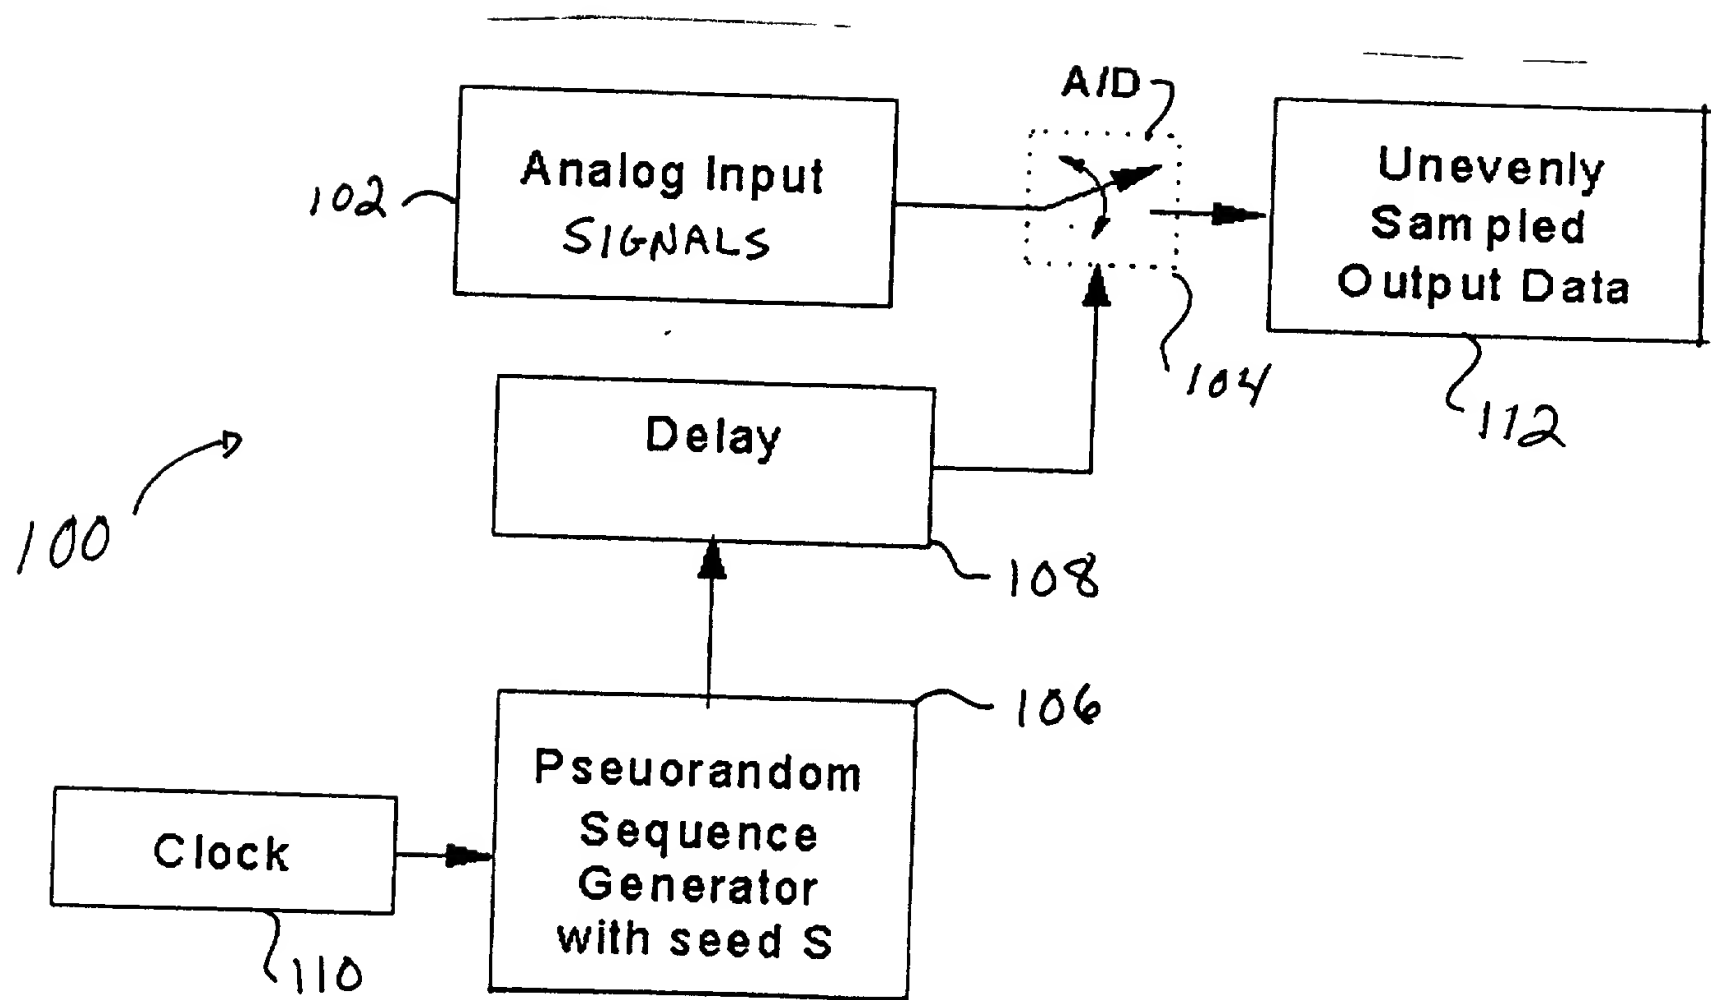 A/D
Analog Input
SIGNALS
102
Unevenly
Sampled
Output Data
104
112
Delay
100
108
106
Pseuorandom
Sequence
Generator
with seed S
Clock
110